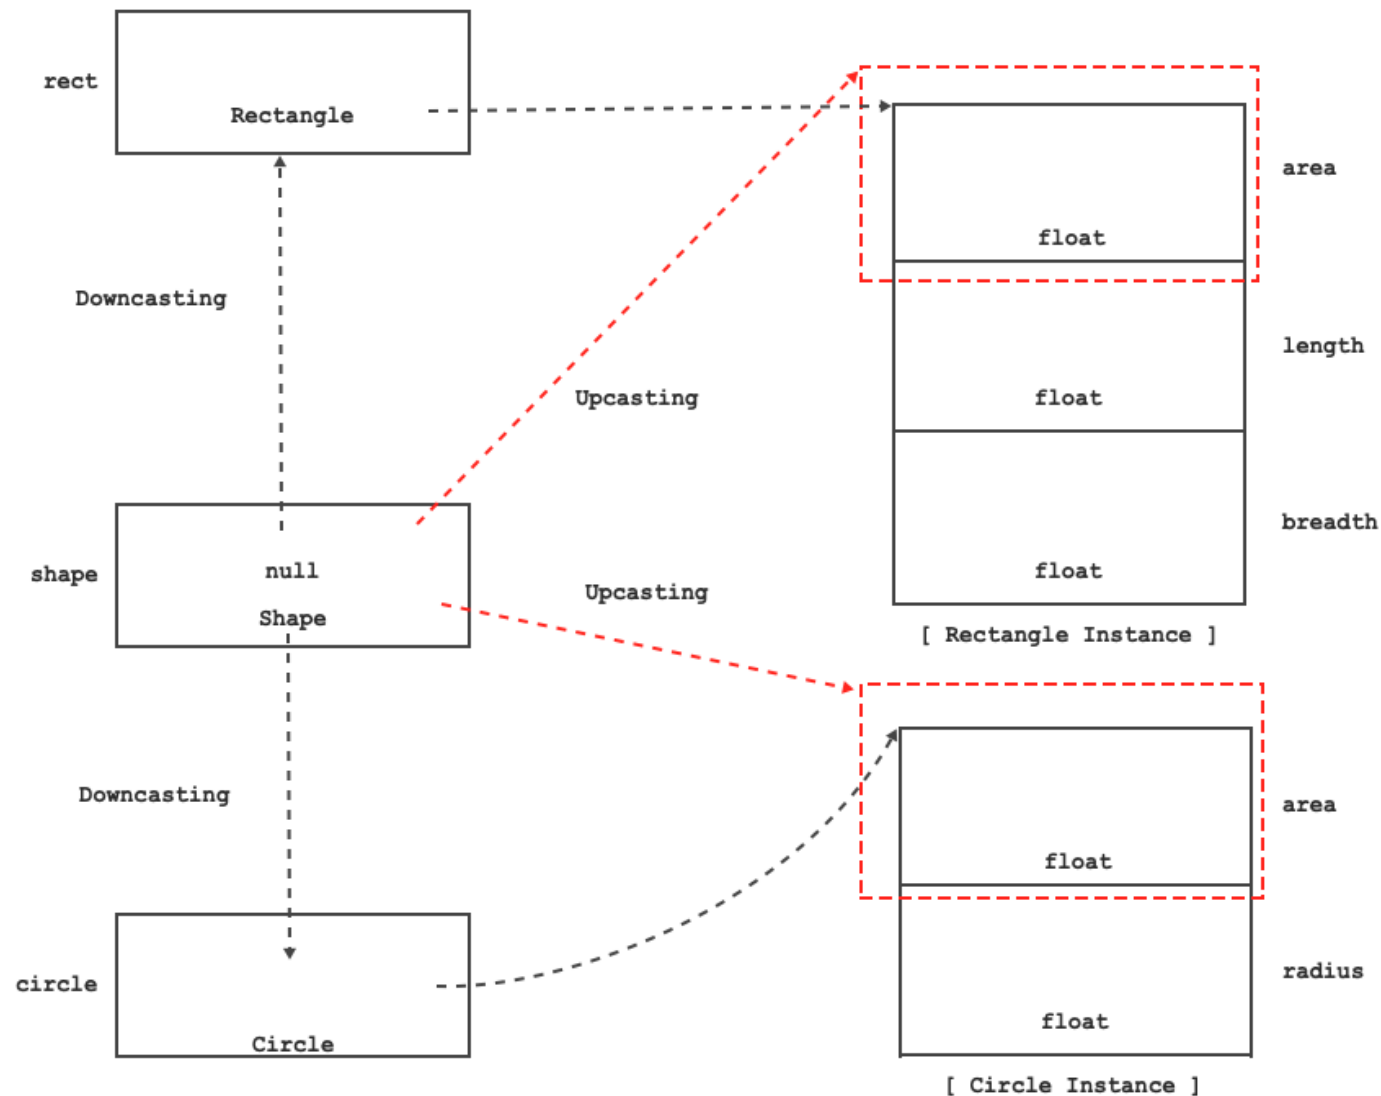 rect
Rectangle
area
float
Downcasting
length
Upcasting
float
breadth
shape
null
float
Upcasting
Shape
[ Rectangle Instance ]
Downcasting
area
float
circle
radius
float
Circle
[ Circle Instance ]